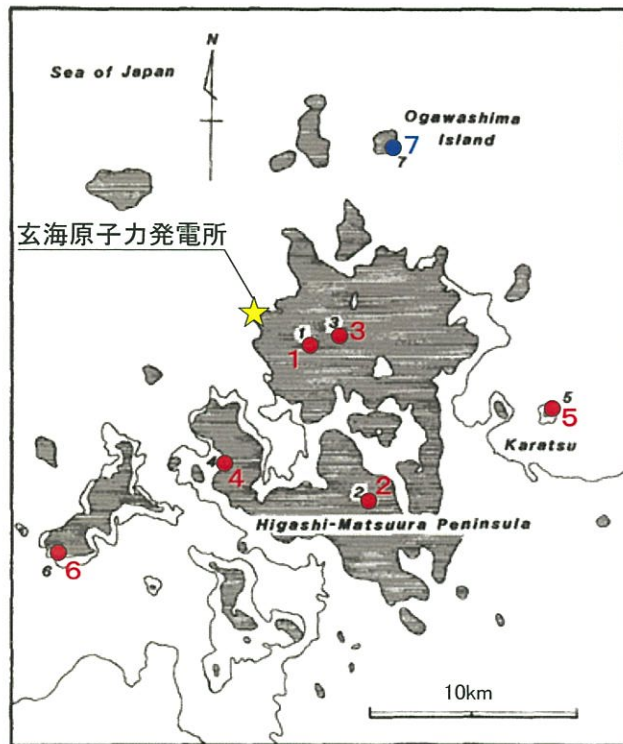 N
Sea of Japan
Ogawashima
Island
7
7
玄海原子力発電所
1
3
3
1
5
5
Karatsu
4
4
2
2
Higashi-Matsuura Peninsula
6
6
10km